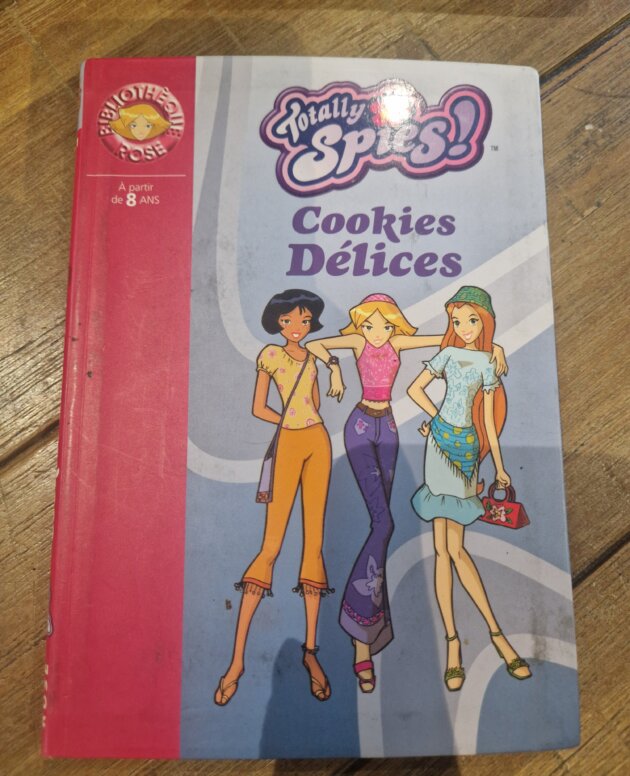 BIBLIOTHÈQUE
ROSE
À partir
de 8 ANS
Totally
Spies!
TM
Cookies
Délices